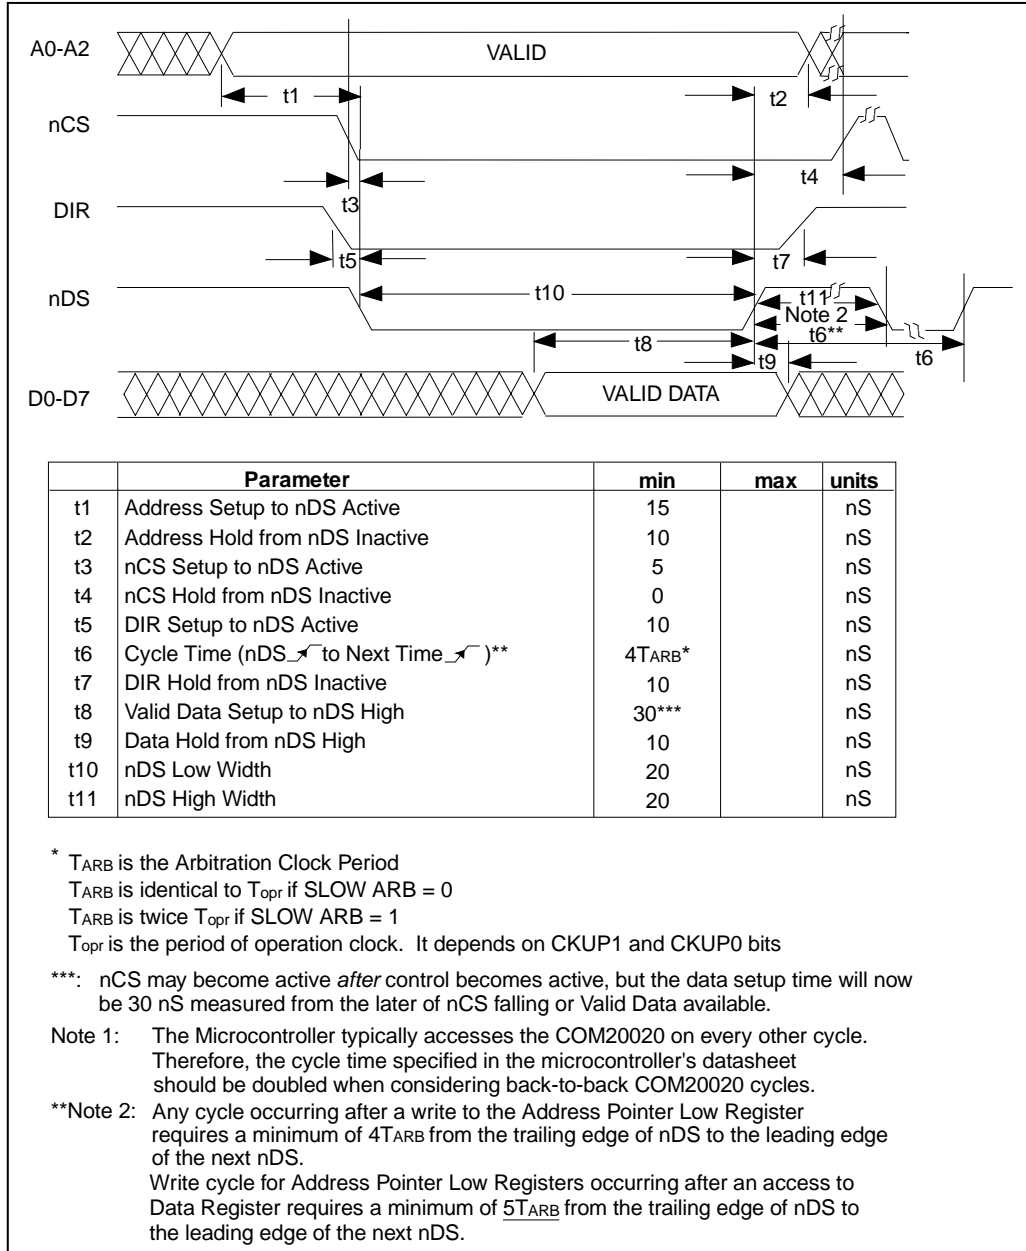 A0-A2 VALID
t1 t2
nCS
t3 t4
DIR
t5 t7
nDS t10 t11
Note 2
t8 t6** t6
t9
D0-D7 VALID DATA
Parameter min max units
t1 Address Setup to nDS Active 15 nS
t2 Address Hold from nDS Inactive 10 nS
t3 nCS Setup to nDS Active 5 nS
t4 nCS Hold from nDS Inactive 0 nS
t5 DIR Setup to nDS Active 10 nS
t6 Cycle Time (nDS to Next Time )** 4TARB* nS
t7 DIR Hold from nDS Inactive 10 nS
t8 Valid Data Setup to nDS High 30*** nS
t9 Data Hold from nDS High 10 nS
t10 nDS Low Width 20 nS
t11 nDS High Width 20 nS
* TARB is the Arbitration Clock Period
TARB is identical to Topr if SLOW ARB = 0
TARB is twice Topr if SLOW ARB = 1
Topr is the period of operation clock. It depends on CKUP1 and CKUP0 bits
***: nCS may become active after control becomes active, but the data setup time will now
be 30 nS measured from the later of nCS falling or Valid Data available.
Note 1: The Microcontroller typically accesses the COM20020 on every other cycle.
Therefore, the cycle time specified in the microcontroller's datasheet
should be doubled when considering back-to-back COM20020 cycles.
**Note 2: Any cycle occurring after a write to the Address Pointer Low Register
requires a minimum of 4TARB from the trailing edge of nDS to the leading edge
of the next nDS.
Write cycle for Address Pointer Low Registers occurring after an access to
Data Register requires a minimum of 5TARB from the trailing edge of nDS to
the leading edge of the next nDS.